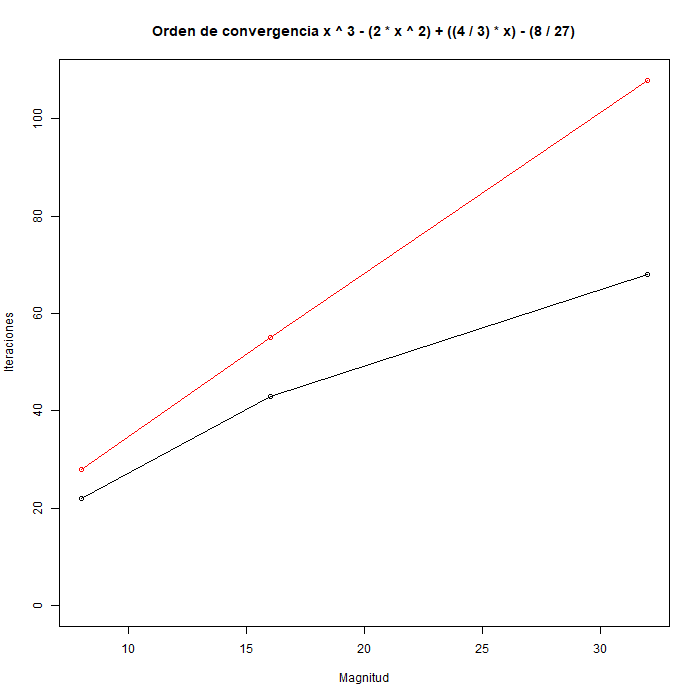 Orden de convergencia x ^ 3 - (2 * x ^ 2) + ((4 / 3) * x) - (8 / 27)
100
80
60
40
20
0
Iteraciones
10 15 20 25 30
Magnitud